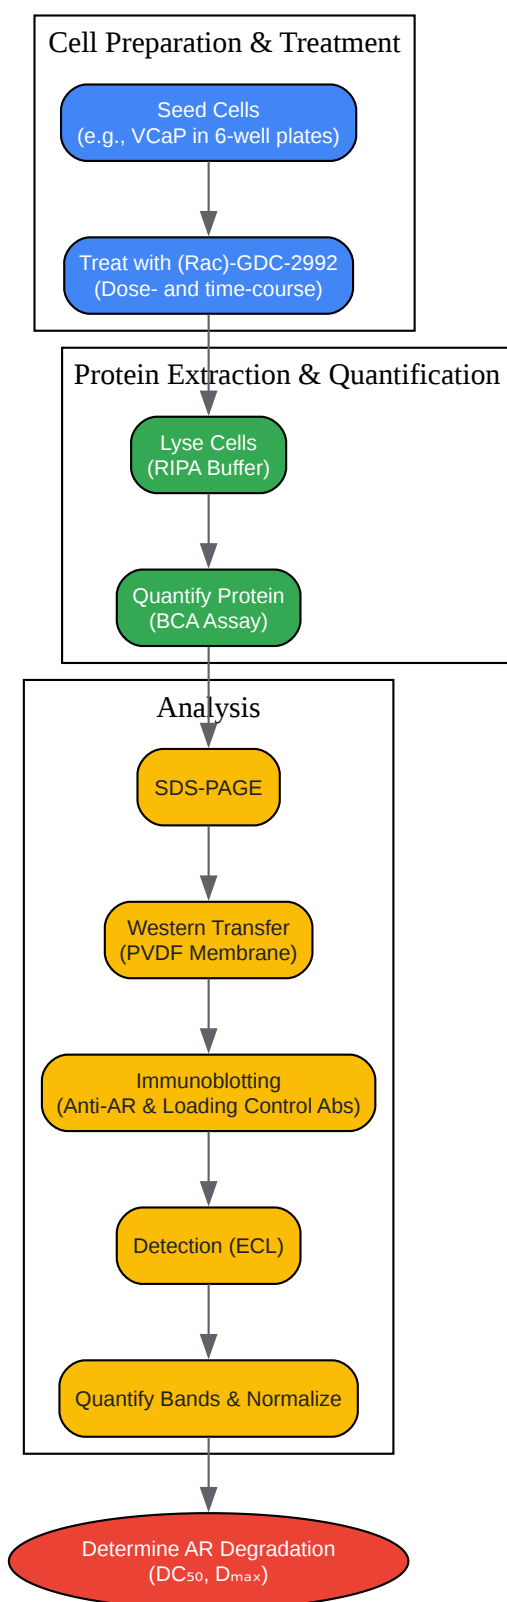 Cell Preparation & Treatment
Seed Cells
(e.g., VCaP in 6-well plates)
Treat with (Rac)-GDC-2992
(Dose- and time-course)
Protein Extraction & Quantification
Lyse Cells
(RIPA Buffer)
Quantify Protein
(BCA Assay)
Analysis
SDS-PAGE
Western Transfer
(PVDF Membrane)
Immunoblotting
(Anti-AR & Loading Control Abs)
Detection (ECL)
Quantify Bands & Normalize
Determine AR Degradation
(DC₅₀, Dₘₐₓ)